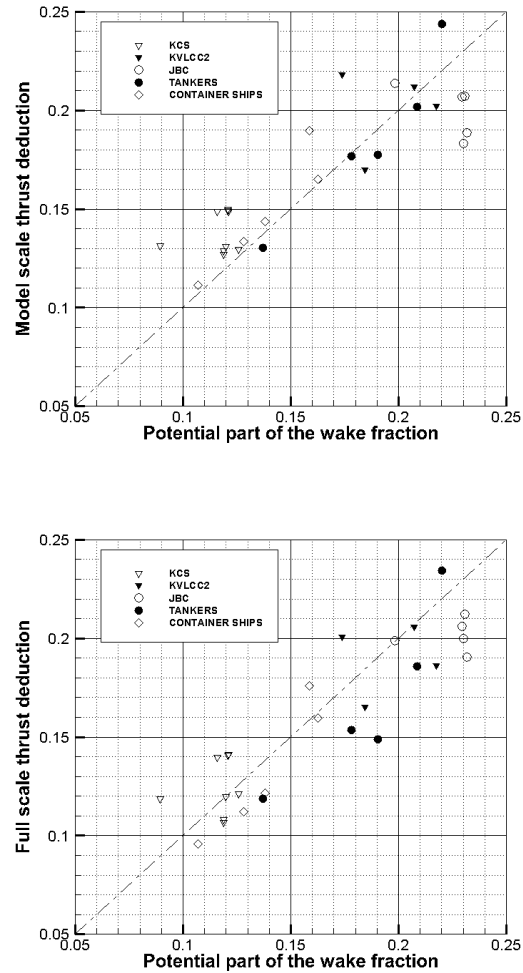 0.25
KCS
KVLCC2
JBC
TANKERS
CONTAINER SHIPS
0.2
Model scale thrust deduction
0.15
0.1
0.05
0.05 0.1 0.15 0.2 0.25
Potential part of the wake fraction
0.25
KCS
KVLCC2
JBC
TANKERS
CONTAINER SHIPS
0.2
Full scale thrust deduction
0.15
0.1
0.05
0.05 0.1 0.15 0.2 0.25
Potential part of the wake fraction